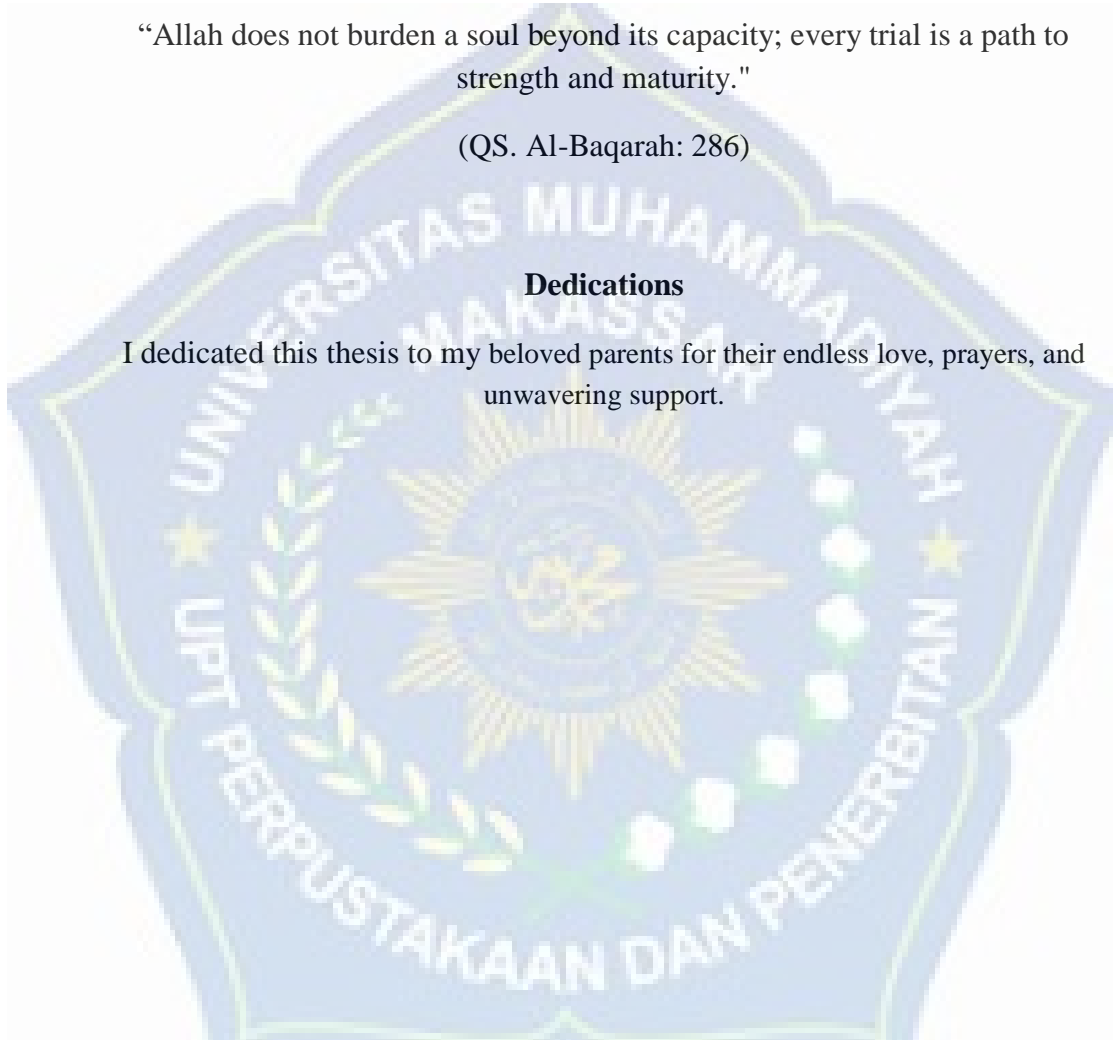 “Allah does not burden a soul beyond its capacity; every trial is a path to
strength and maturity."
(QS. Al-Baqarah: 286)
UNIVERSITAS MUHAMMADIYAH
MAKASSAR
Dedications
I dedicated this thesis to my beloved parents for their endless love, prayers, and
unwavering support.
UPT PERPUSTAKAAN DAN PENERBITAN